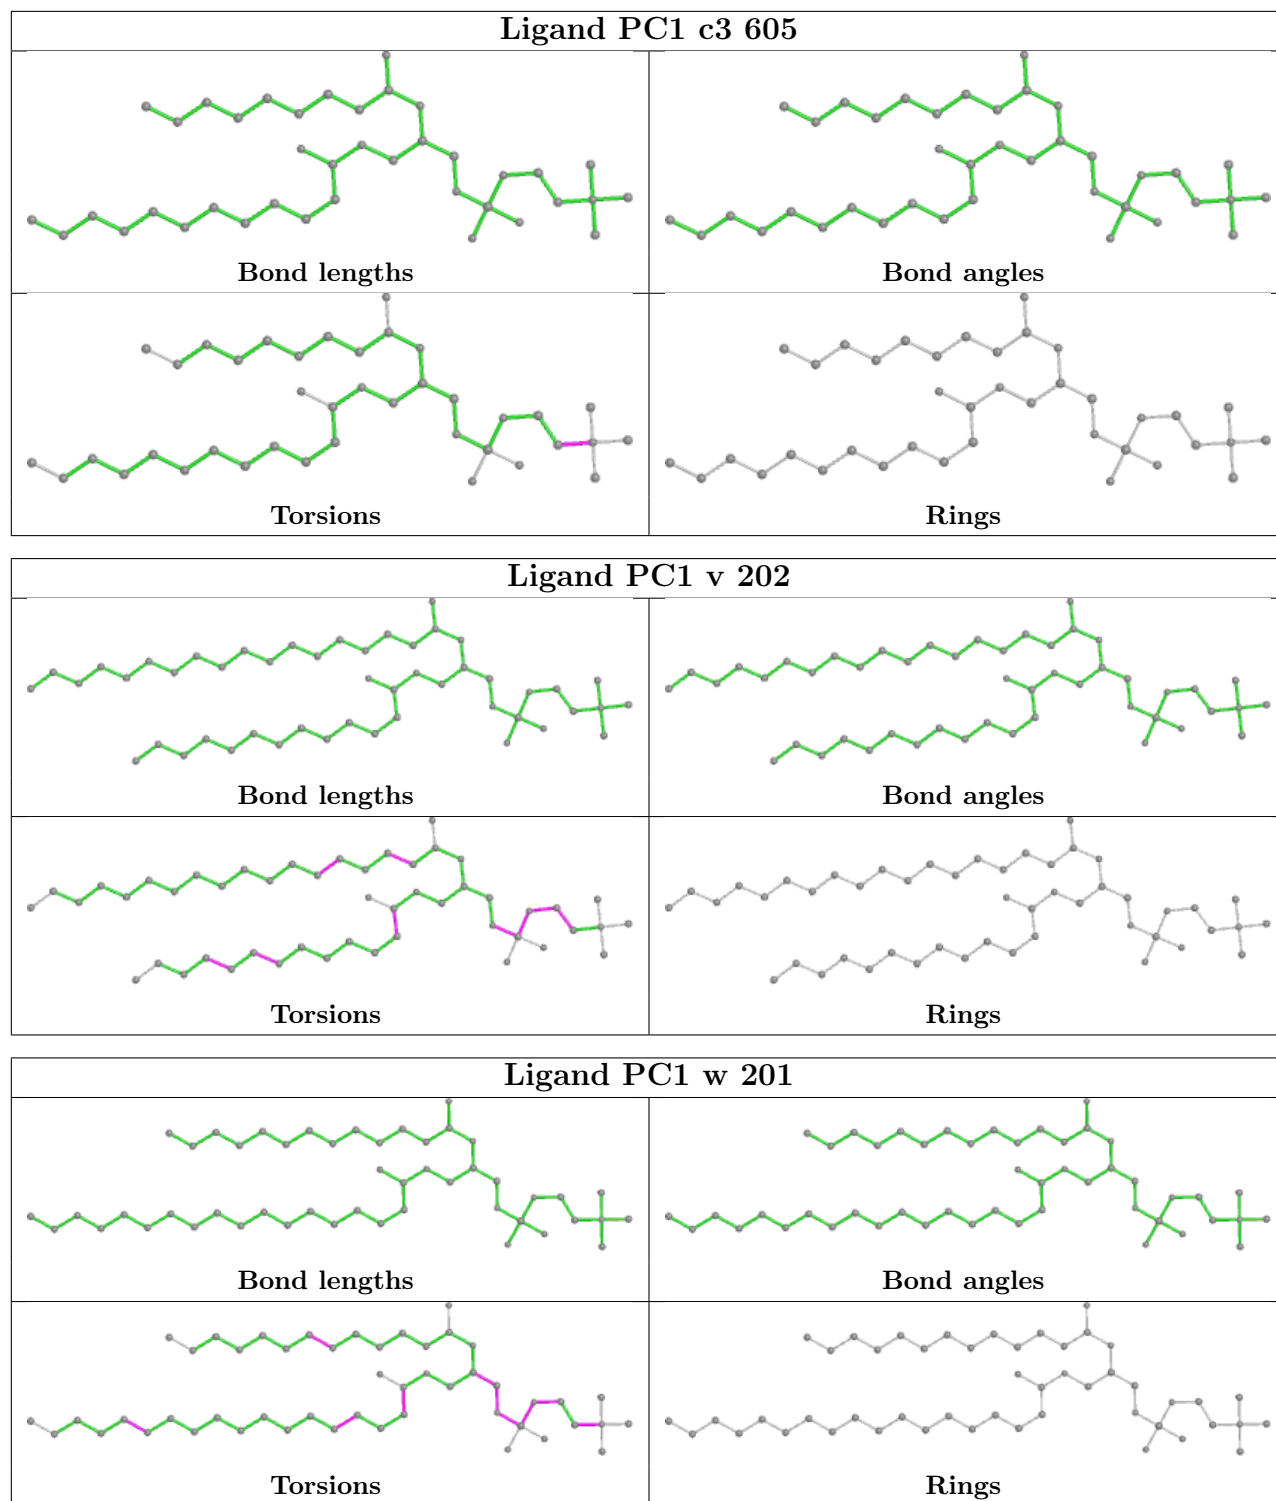 Ligand PC1 c3 605
Bond lengths
Bond angles
Torsions
Rings
Ligand PC1 v 202
Bond lengths
Bond angles
Torsions
Rings
Ligand PC1 w 201
Bond lengths
Bond angles
Torsions
Rings